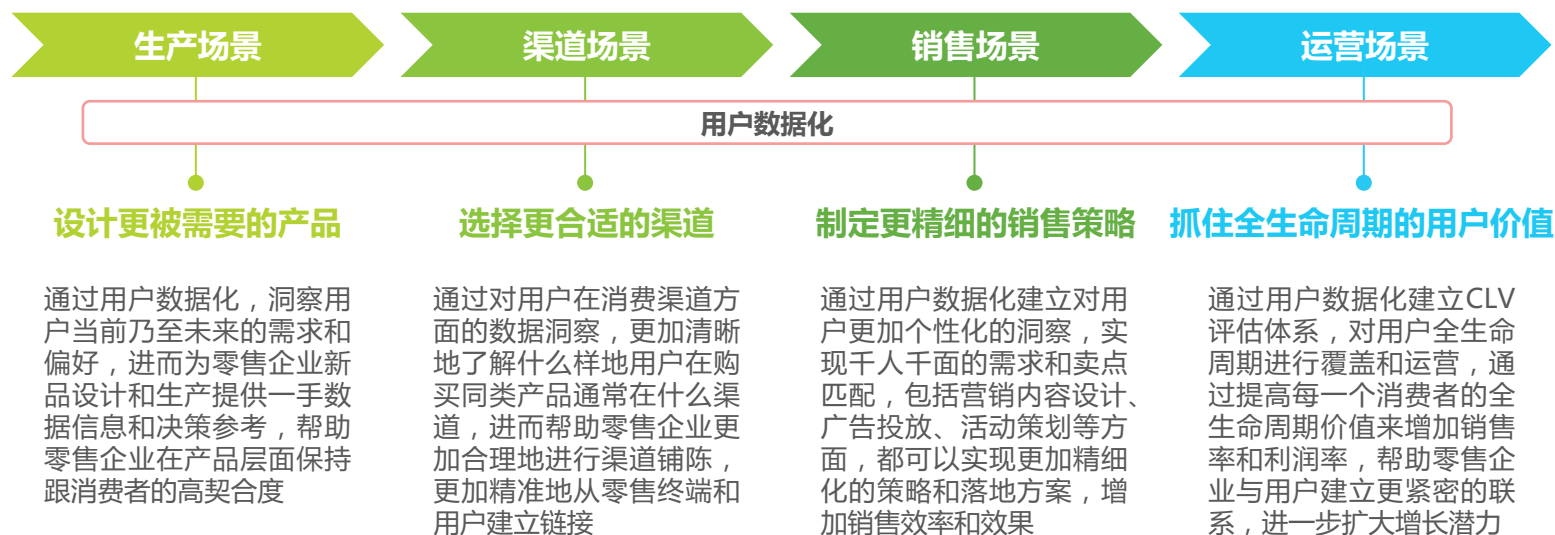 生产场景
渠道场景
销售场景
运营场景
用户数据化
设计更被需要的产品
选择更合适的渠道
制定更精细的销售策略
抓住全生命周期的用户价值
通过用户数据化，洞察用
户当前乃至未来的需求和
偏好，进而为零售企业新
品设计和生产提供一手数
据信息和决策参考，帮助
零售企业在产品层面保持
跟消费者的高契合度
通过对用户在消费渠道方
面的数据洞察，更加清晰
地了解什么样地用户在购
买同类产品通常在什么渠
道，进而帮助零售企业更
加合理地进行渠道铺陈，
更加精准地从零售终端和
用户建立链接
通过用户数据化建立对用
户更加个性化的洞察，实
现千人千面的需求和卖点
匹配，包括营销内容设计、
广告投放、活动策划等方
面，都可以实现更加精细
化的策略和落地方案，增
加销售效率和效果
通过用户数据化建立CLV
评估体系，对用户全生命
周期进行覆盖和运营，通
过提高每一个消费者的全
生命周期价值来增加销售
率和利润率，帮助零售企
业与用户建立更紧密的联
系，进一步扩大增长潜力